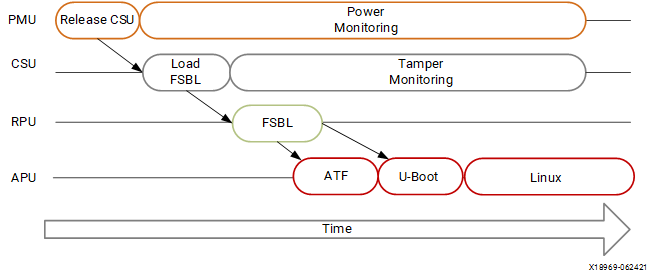 PMU
Release CSU
Power
Monitoring
CSU
Load
FSBL
Tamper
Monitoring
RPU
FSBL
APU
ATF
U-Boot
Linux
Time
X18969-062421